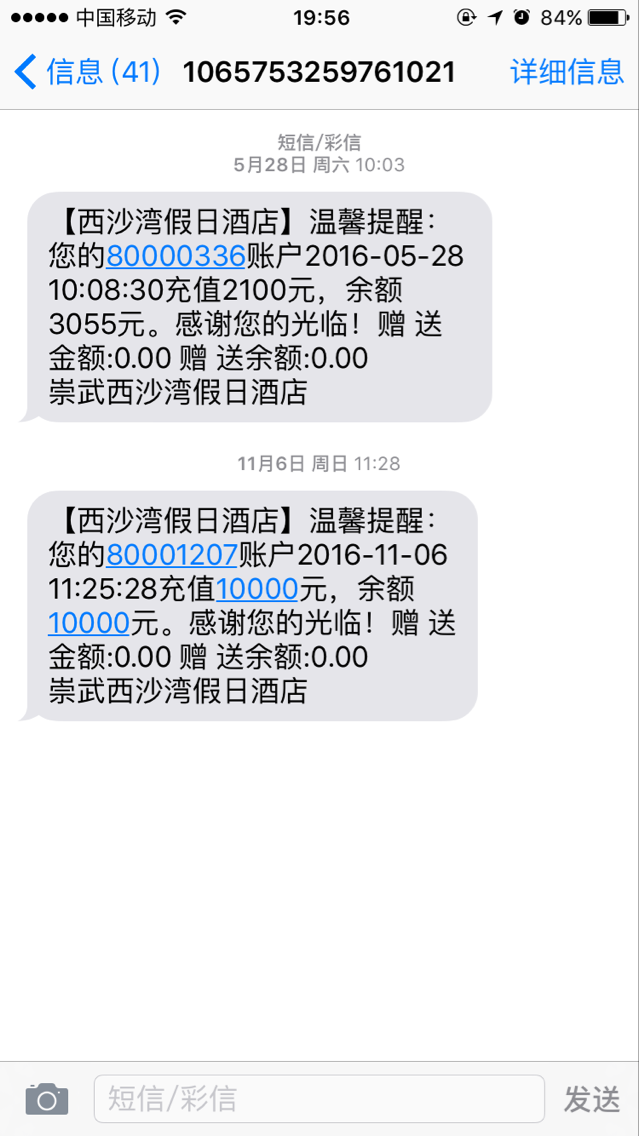 中国移动 19:56 84%
信息 (41) 1065753259761021 详细信息
短信/彩信
5月28日 周六 10:03
【西沙湾假日酒店】温馨提醒：
您的80000336账户2016-05-28
10:08:30充值2100元，余额
3055元。感谢您的光临！赠 送
金额:0.00 赠 送余额:0.00
崇武西沙湾假日酒店
11月6日 周日 11:28
【西沙湾假日酒店】温馨提醒：
您的80001207账户2016-11-06
11:25:28充值10000元，余额
10000元。感谢您的光临！赠 送
金额:0.00 赠 送余额:0.00
崇武西沙湾假日酒店
短信/彩信 发送